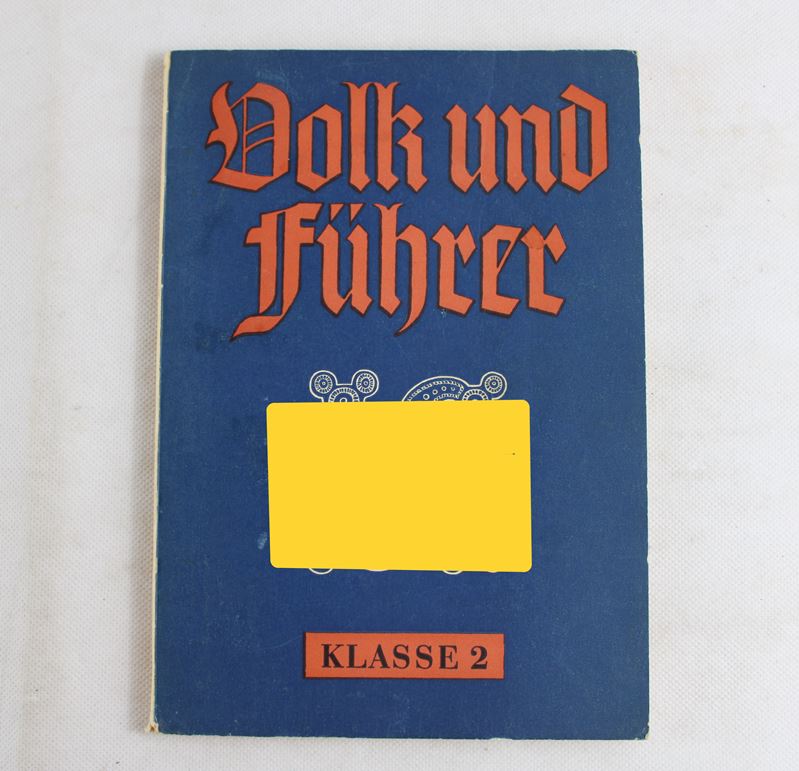 Volk und
Führer
KLASSE 2